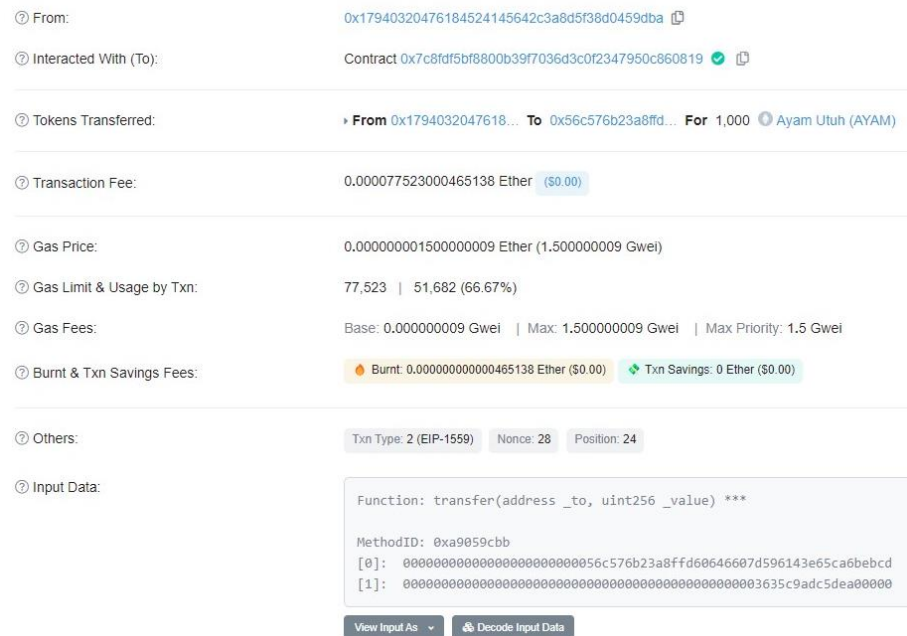 From: 0x17940320476184524145642c3a8d5f38d0459dba
Interacted With (To): Contract 0x7c8fdf5bf8800b39f7036d3c0f2347950c860819
Tokens Transferred: From 0x1794032047618... To 0x56c576b23a8ffd... For 1,000 Ayam Utuh (AYAM)
Transaction Fee: 0.000077523000465138 Ether ($0.00)
Gas Price: 0.000000001500000009 Ether (1.500000009 Gwei)
Gas Limit & Usage by Txn: 77,523 | 51,682 (66.67%)
Gas Fees: Base: 0.000000009 Gwei | Max: 1.500000009 Gwei | Max Priority: 1.5 Gwei
Burnt & Txn Savings Fees: Burnt: 0.000000000000465138 Ether ($0.00) Txn Savings: 0 Ether ($0.00)
Others: Txn Type: 2 (EIP-1559) Nonce: 28 Position: 24
Input Data:
Function: transfer(address _to, uint256 _value) ***
MethodID: 0xa9059cbb
[0]: 00000000000000000000000056c576b23a8ffd60646607d596143e65ca6bebcd
[1]: 00000000000000000000000000000000000000000000003635c9adc5dea00000
View Input As Decode Input Data